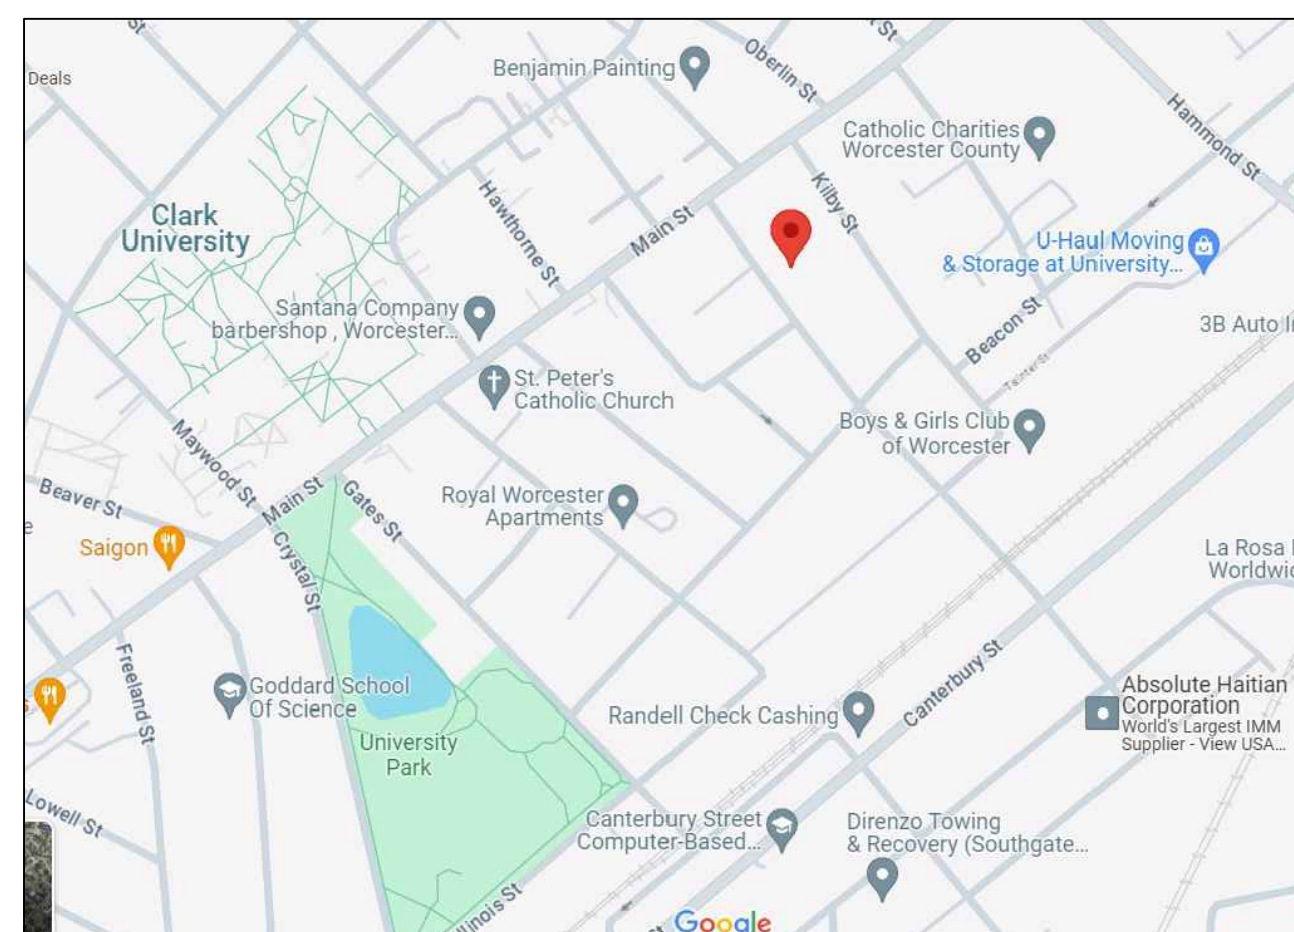 St
Oberlin St
St
Benjamin Painting
Deals
Hammond St
Catholic Charities
Worcester County
Kilby St
Hawthorne St
Main St
Clark
University
U-Haul Moving
& Storage at University...
Santana Company
barbershop , Worcester...
Beacon St
3B Auto
Tainter St
St. Peter's
Catholic Church
Boys & Girls Club
of Worcester
Maywood St
Main St
Gates St
Beaver St
Royal Worcester
Apartments
Saigon
Crystal St
La Rosa
Freeland St
Goddard School
Of Science
Canterbury St
Absolute Haitian
Corporation
World's Largest IMM
Supplier - View USA...
Randell Check Cashing
University
Park
Lowell St
Canterbury Street
Computer-Based...
Direnzo Towing
& Recovery (Southgate...
Google